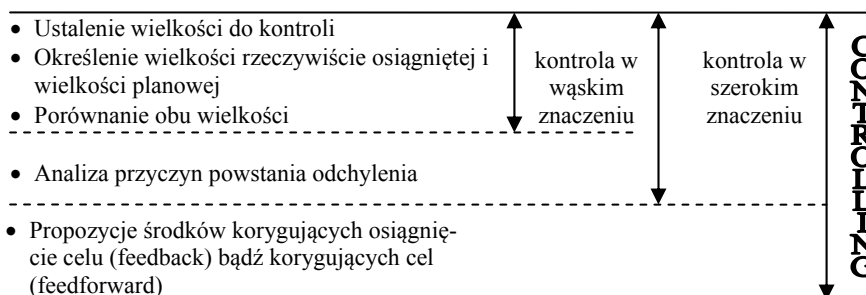 • Ustalenie wielkości do kontroli
• Określenie wielkości rzeczywiście osiągniętej i
wielkości planowej
• Porównanie obu wielkości
kontrola w
wąskim
znaczeniu
kontrola w
szerokim
znaczeniu
• Analiza przyczyn powstania odchylenia
• Propozycje środków korygujących osiągnię-
cie celu (feedback) bądź korygujących cel
(feedforward)
CONTROLLING